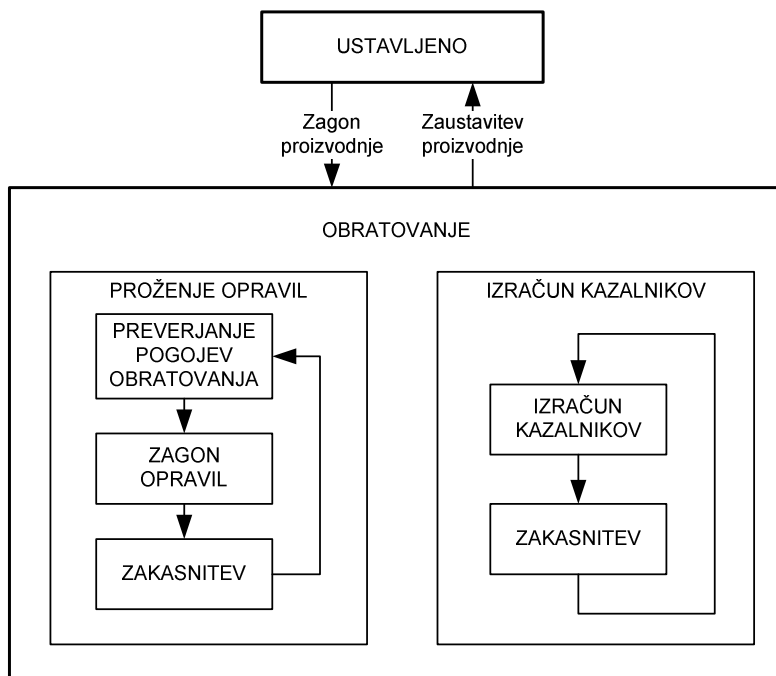 USTAVLJENO
Zagon
proizvodnje
Zaustavitev
proizvodnje
OBRATOVANJE
PROŽENJE OPRAVIL
PREVERJANJE
POGOJEV
OBRATOVANJA
ZAGON
OPRAVIL
ZAKASNITEV
IZRAČUN KAZALNIKOV
IZRAČUN
KAZALNIKOV
ZAKASNITEV